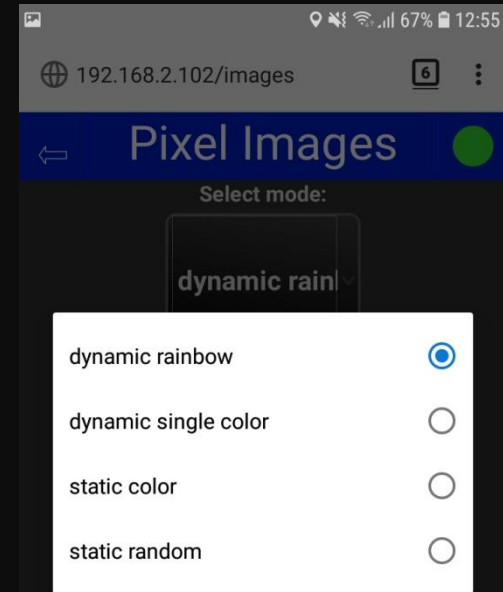 67% 12:55
192.168.2.102/images 6
Pixel Images
Select mode:
dynamic rainl
dynamic rainbow
dynamic single color
static color
static random